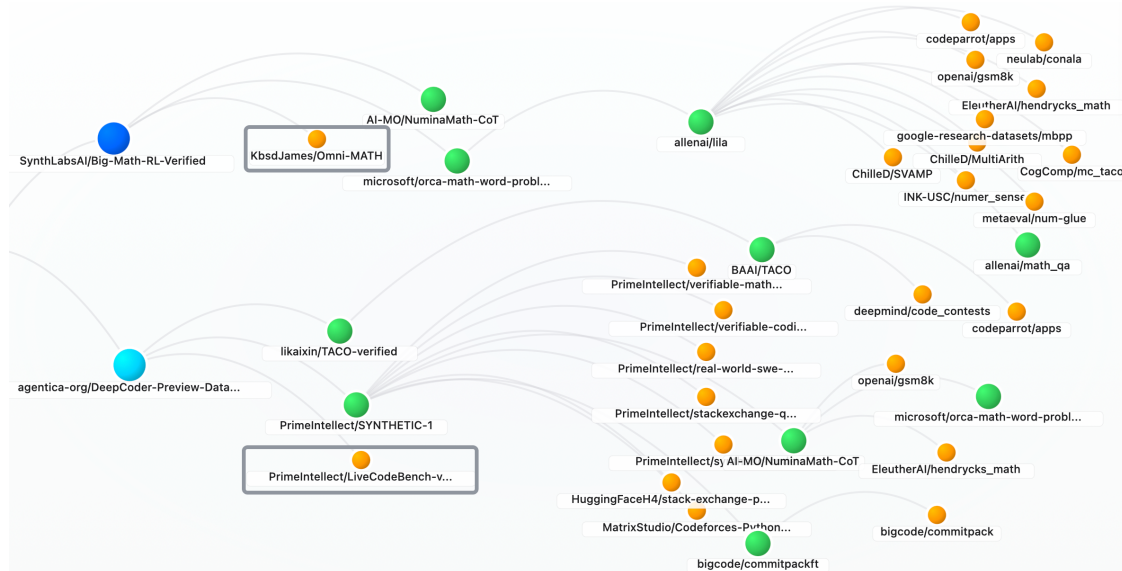 codeparrot/apps
neulab/conala
openai/gsm8k
AI-MO/NuminaMath-CoT
EleutherAI/hendrycks_math
google-research-datasets/mbpp
allenai/lila
KbsdJames/Omni-MATH
SynthLabsAI/Big-Math-RL-Verified
ChilleD/MultiArith
ChilleD/SVAMP
CogComp/mc_taco
microsoft/orca-math-word-probl...
INK-USC/numer_sense
metaeval/num-glue
allenai/math_qa
BAAI/TACO
PrimeIntellect/verifiable-math...
deepmind/code_contests
PrimeIntellect/verifiable-codi...
codeparrot/apps
likaixin/TACO-verified
PrimeIntellect/real-world-swe-...
openai/gsm8k
agentica-org/DeepCoder-Preview-Data...
PrimeIntellect/stackexchange-q...
microsoft/orca-math-word-probl...
PrimeIntellect/SYNTHETIC-1
PrimeIntellect/sy
AI-MO/NuminaMath-CoT
EleutherAI/hendrycks_math
PrimeIntellect/LiveCodeBench-v...
HuggingFaceH4/stack-exchange-p...
MatrixStudio/Codeforces-Python...
bigcode/commitpack
bigcode/commitpackft